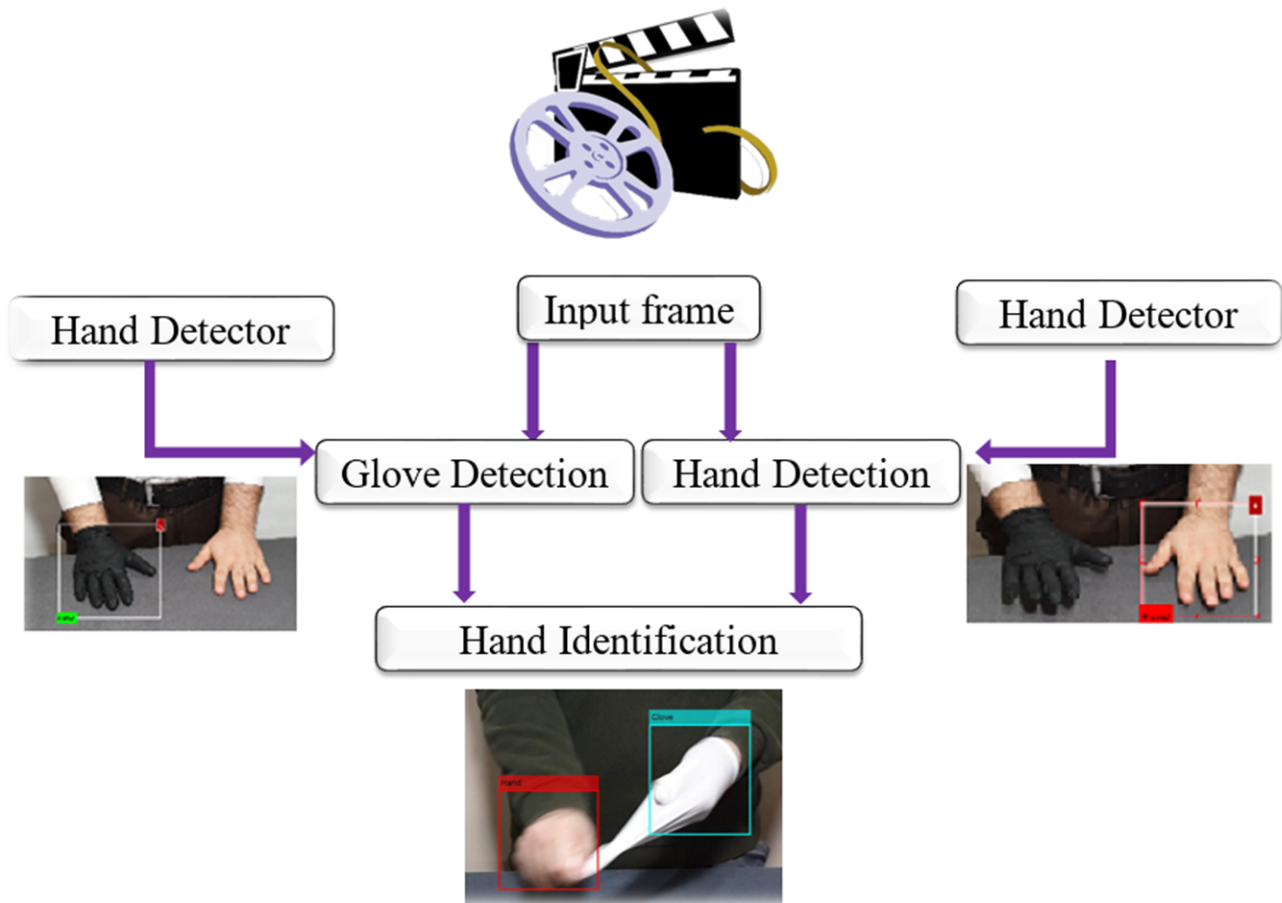 Input frame
Hand Detector
Hand Detector
Glove Detection
Hand Detection
Hand Identification
Glove
Hand